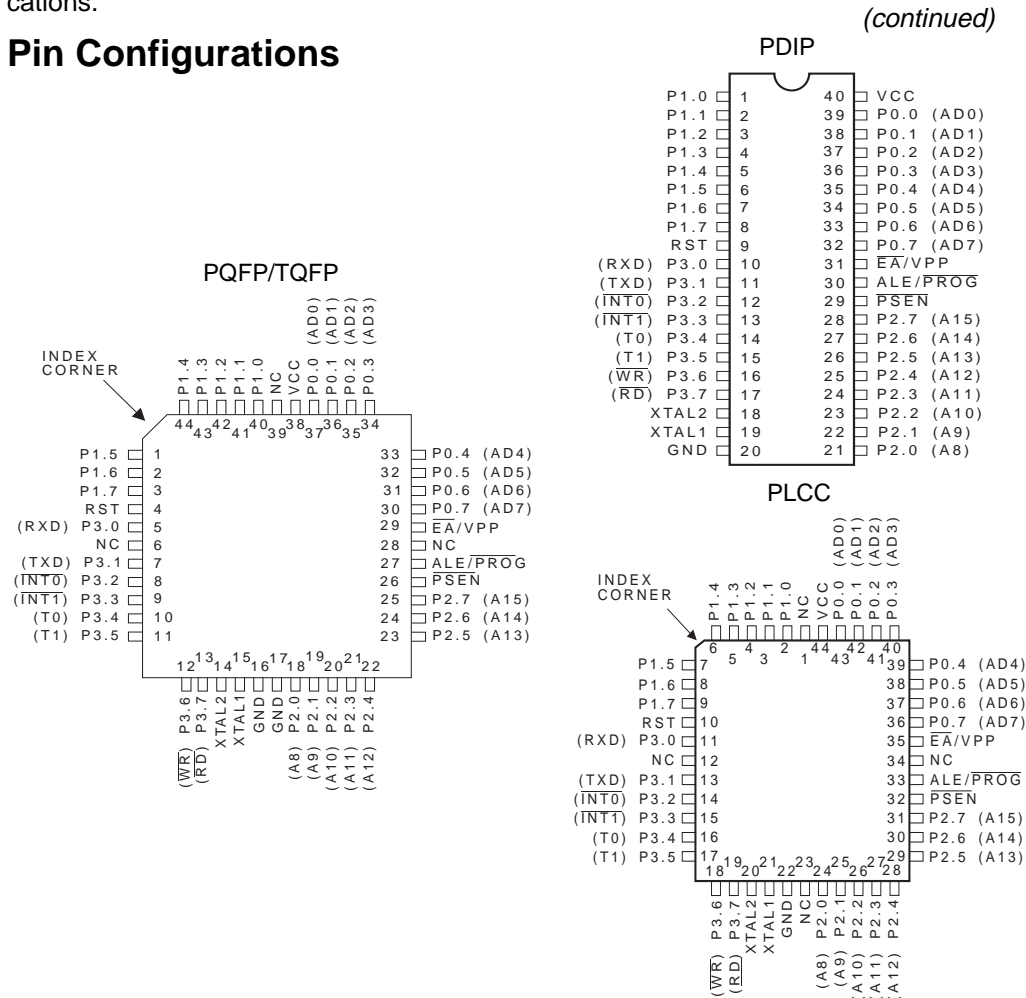 cations.
(continued)
Pin Configurations
PDIP
P1.0 1 40 VCC
P1.1 2 39 P0.0 (AD0)
P1.2 3 38 P0.1 (AD1)
P1.3 4 37 P0.2 (AD2)
P1.4 5 36 P0.3 (AD3)
P1.5 6 35 P0.4 (AD4)
P1.6 7 34 P0.5 (AD5)
P1.7 8 33 P0.6 (AD6)
RST 9 32 P0.7 (AD7)
(RXD) P3.0 10 31 EA/VPP
(TXD) P3.1 11 30 ALE/PROG
(INT0) P3.2 12 29 PSEN
(INT1) P3.3 13 28 P2.7 (A15)
(T0) P3.4 14 27 P2.6 (A14)
(T1) P3.5 15 26 P2.5 (A13)
(WR) P3.6 16 25 P2.4 (A12)
(RD) P3.7 17 24 P2.3 (A11)
XTAL2 18 23 P2.2 (A10)
XTAL1 19 22 P2.1 (A9)
GND 20 21 P2.0 (A8)
PQFP/TQFP
INDEX
CORNER
P1.4
P1.3
P1.2
P1.1
P1.0
NC
VCC
P0.0 (AD0)
P0.1 (AD1)
P0.2 (AD2)
P0.3 (AD3)
44 43 42 41 40 39 38 37 36 35 34
P1.5 1 33 P0.4 (AD4)
P1.6 2 32 P0.5 (AD5)
P1.7 3 31 P0.6 (AD6)
RST 4 30 P0.7 (AD7)
(RXD) P3.0 5 29 EA/VPP
NC 6 28 NC
(TXD) P3.1 7 27 ALE/PROG
(INT0) P3.2 8 26 PSEN
(INT1) P3.3 9 25 P2.7 (A15)
(T0) P3.4 10 24 P2.6 (A14)
(T1) P3.5 11 23 P2.5 (A13)
12 13 14 15 16 17 18 19 20 21 22
(WR) P3.6
(RD) P3.7
XTAL2
XTAL1
GND
GND
(A8) P2.0
(A9) P2.1
(A10) P2.2
(A11) P2.3
(A12) P2.4
PLCC
INDEX
CORNER
P1.4
P1.3
P1.2
P1.1
P1.0
NC
VCC
P0.0 (AD0)
P0.1 (AD1)
P0.2 (AD2)
P0.3 (AD3)
6 5 4 3 2 1 44 43 42 41 40
P1.5 7 39 P0.4 (AD4)
P1.6 8 38 P0.5 (AD5)
P1.7 9 37 P0.6 (AD6)
RST 10 36 P0.7 (AD7)
(RXD) P3.0 11 35 EA/VPP
NC 12 34 NC
(TXD) P3.1 13 33 ALE/PROG
(INT0) P3.2 14 32 PSEN
(INT1) P3.3 15 31 P2.7 (A15)
(T0) P3.4 16 30 P2.6 (A14)
(T1) P3.5 17 29 P2.5 (A13)
18 19 20 21 22 23 24 25 26 27 28
(WR) P3.6
(RD) P3.7
XTAL2
XTAL1
GND
NC
(A8) P2.0
(A9) P2.1
A10) P2.2
A11) P2.3
A12) P2.4